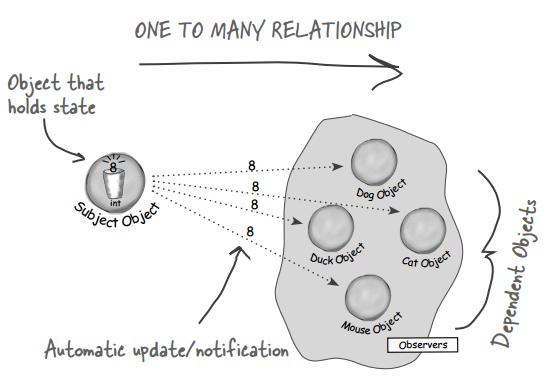 ONE TO MANY RELATIONSHIP
Object that
holds state
8
int
Subject Object
8
8
8
8
Dog Object
Cat Object
Duck Object
Mouse Object
Observers
Dependent Objects
Automatic update/notification